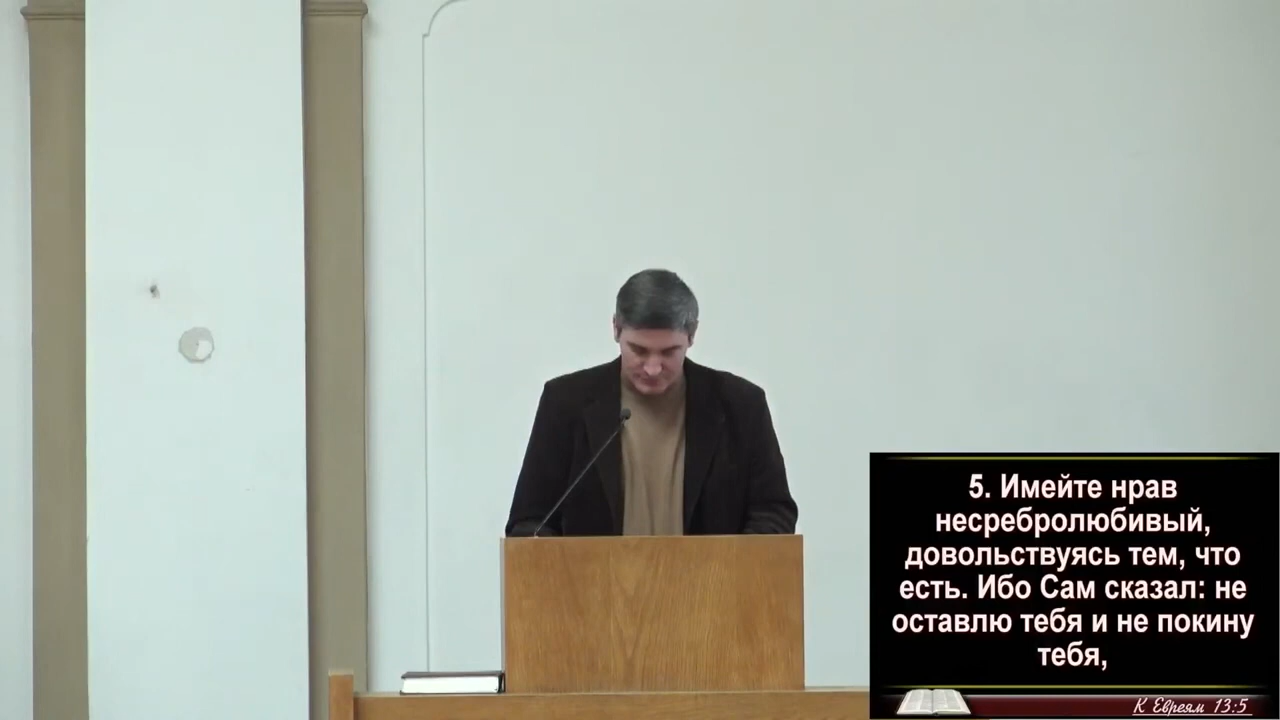 5. Имейте нрав
несребролюбивый,
довольствуясь тем, что
есть. Ибо Сам сказал: не
оставлю тебя и не покину
тебя,
К Евреям 13:5